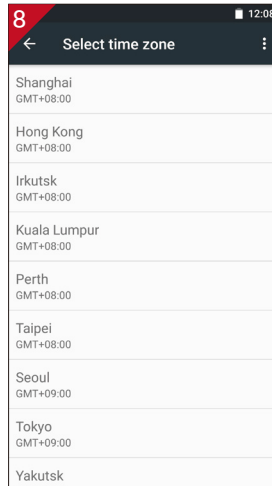 8
12:08
Select time zone
Shanghai
GMT+08:00
Hong Kong
GMT+08:00
Irkutsk
GMT+08:00
Kuala Lumpur
GMT+08:00
Perth
GMT+08:00
Taipei
GMT+08:00
Seoul
GMT+09:00
Tokyo
GMT+09:00
Yakutsk